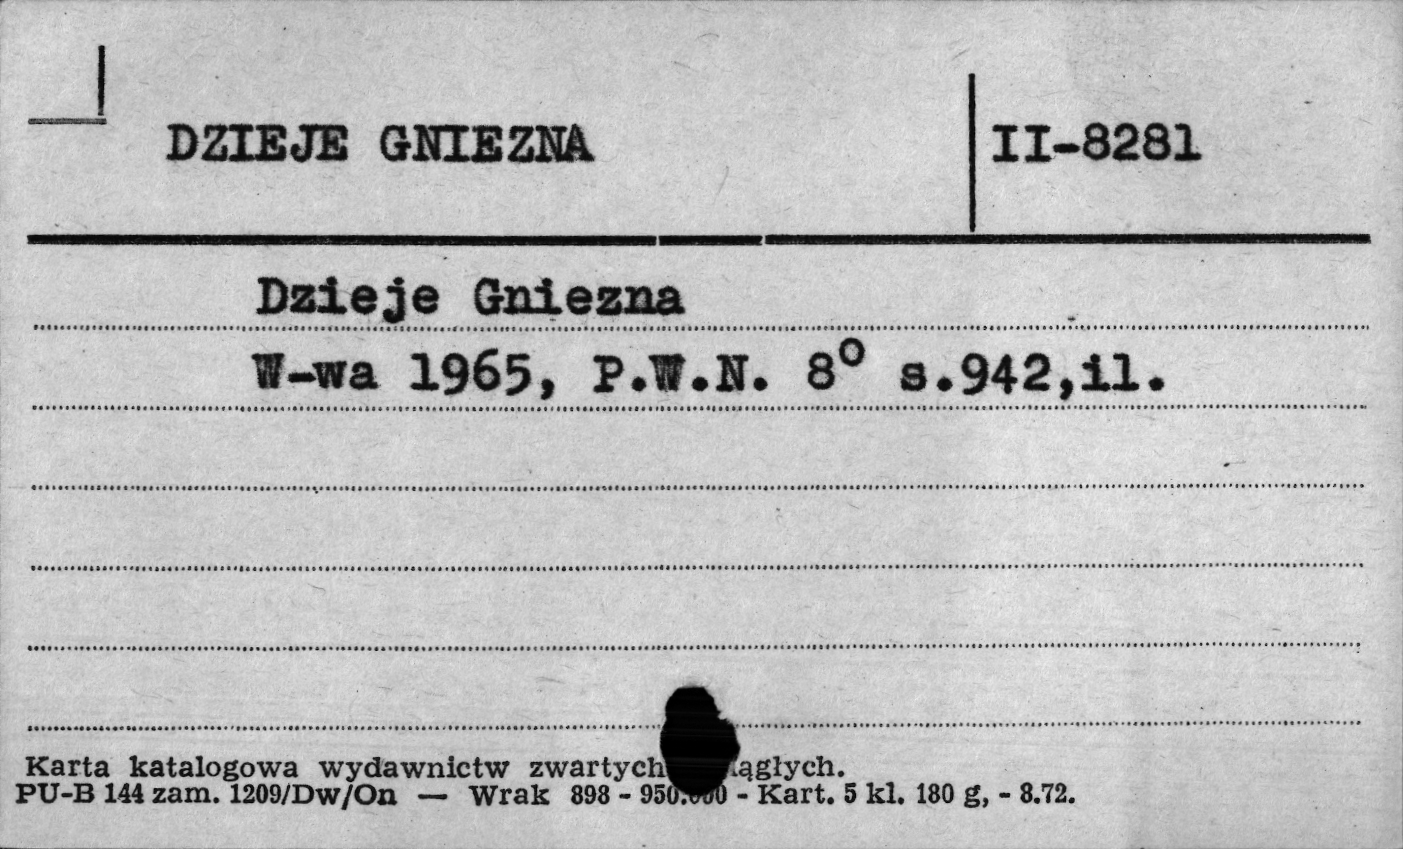 DZIEJE GNIEZNA
II-8281
Dzieje Gniezna
W-wa 1965, P.W.N. 8° s.942,il.
Karta katalogowa wydawnictw zwartych
PU-B 144 zam. 1209/Dw/On — Wrak 898 - 950.000 - Kart. 5 kl. 180 g, - 8.72.